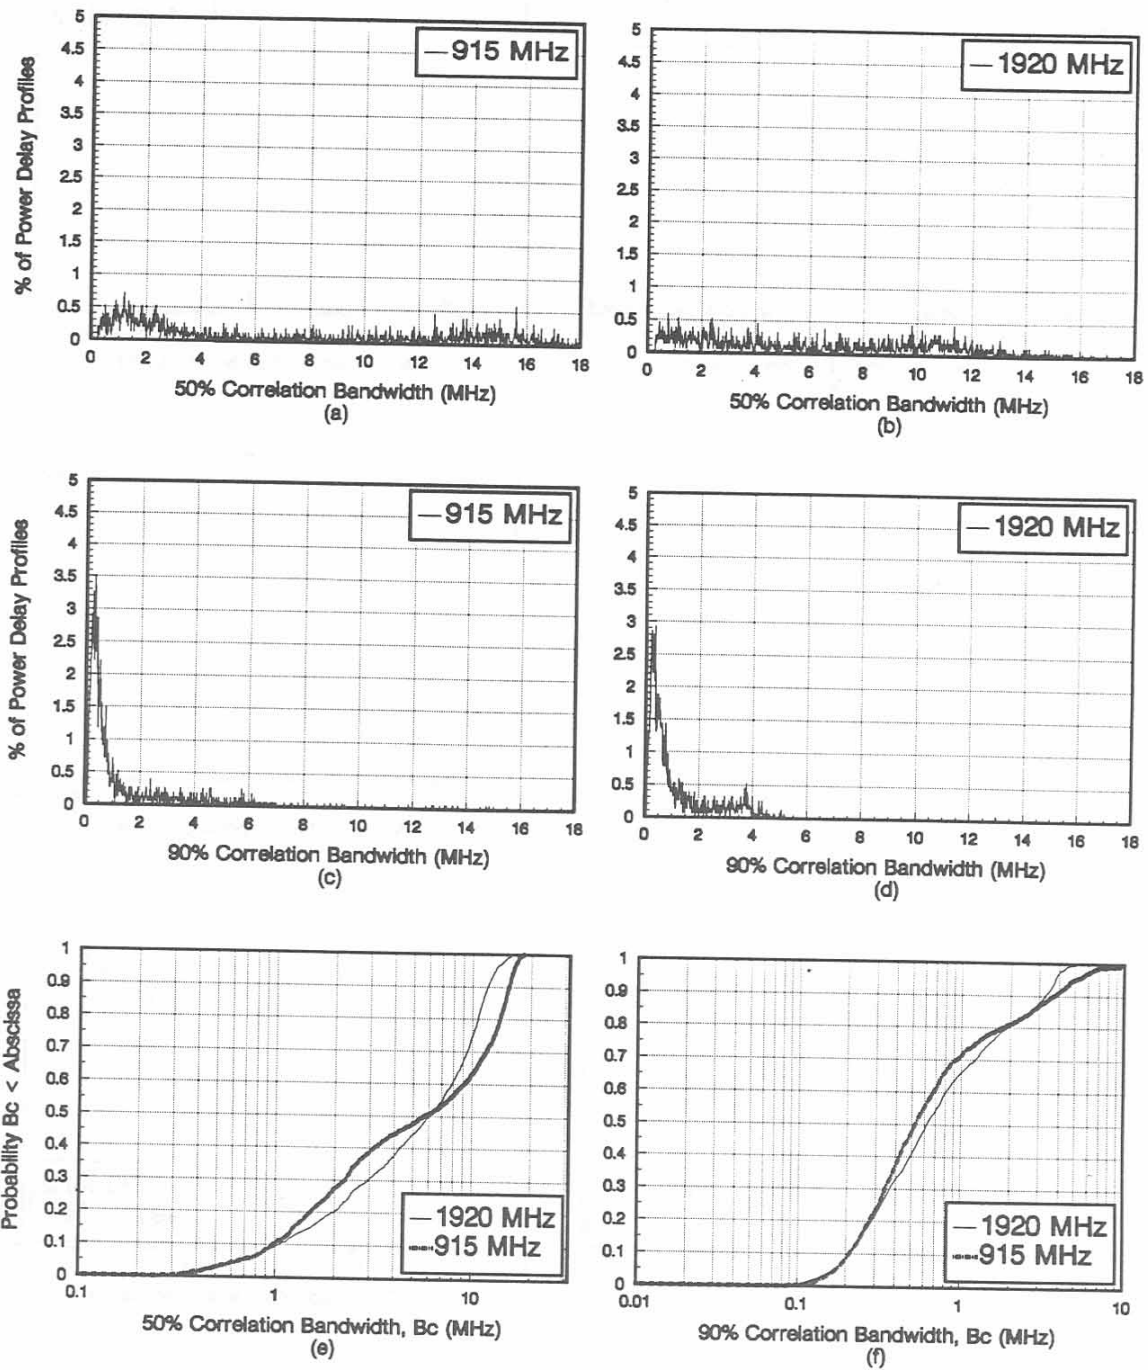 % of Power Delay Profiles
5
4.5
4
3.5
3
2.5
2
1.5
1
0.5
0
915 MHz
0 2 4 6 8 10 12 14 16 18
50% Correlation Bandwidth (MHz)
(a)
5
4.5
4
3.5
3
2.5
2
1.5
1
0.5
0
1920 MHz
0 2 4 6 8 10 12 14 16 18
50% Correlation Bandwidth (MHz)
(b)
% of Power Delay Profiles
5
4.5
4
3.5
3
2.5
2
1.5
1
0.5
0
915 MHz
0 2 4 6 8 10 12 14 16 18
90% Correlation Bandwidth (MHz)
(c)
5
4.5
4
3.5
3
2.5
2
1.5
1
0.5
0
1920 MHz
0 2 4 6 8 10 12 14 16 18
90% Correlation Bandwidth (MHz)
(d)
Probability Bc < Abscissa
1
0.9
0.8
0.7
0.6
0.5
0.4
0.3
0.2
0.1
0
1920 MHz
915 MHz
0.1 1 10
50% Correlation Bandwidth, Bc (MHz)
(e)
1
0.9
0.8
0.7
0.6
0.5
0.4
0.3
0.2
0.1
0
1920 MHz
915 MHz
0.01 0.1 1 10
90% Correlation Bandwidth, Bc (MHz)
(f)